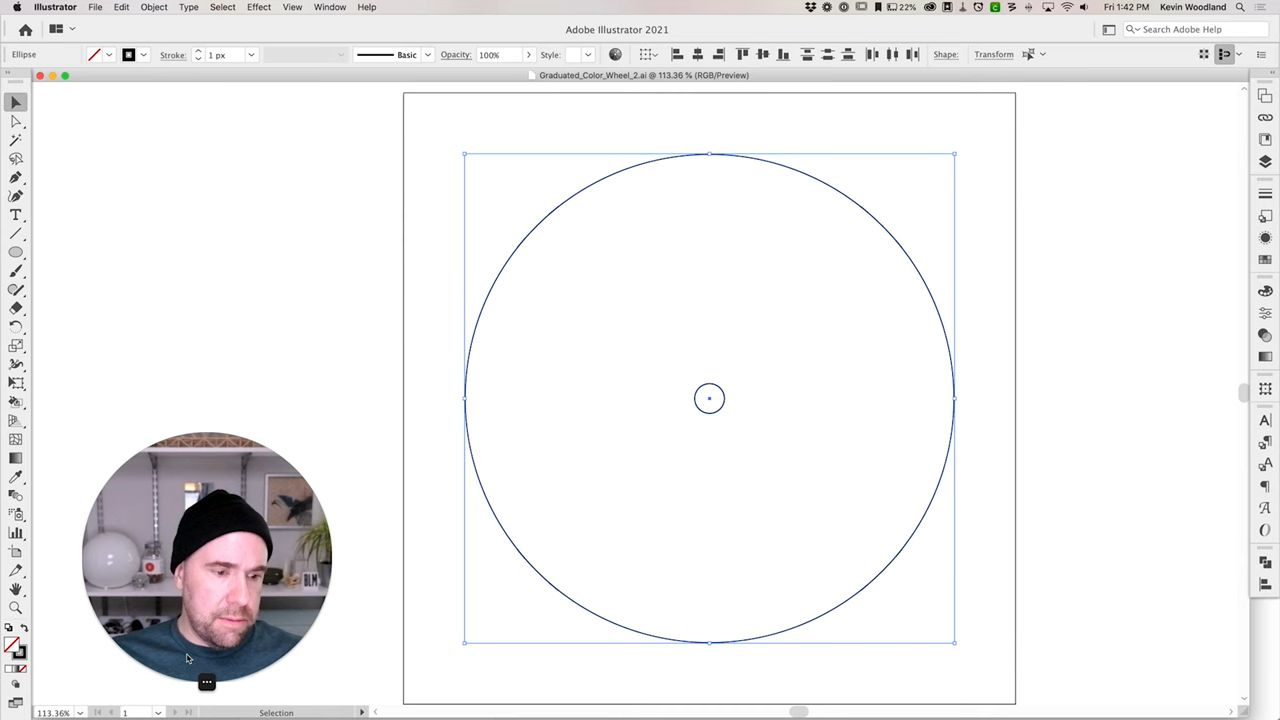 Illustrator File Edit Object Type Select Effect View Window Help 22% Fri 1:42 PM Kevin Woodland
Adobe Illustrator 2021 Search Adobe Help
Ellipse Stroke: 1 px Basic Opacity: 100% Style: Shape: Transform
Graduated_Color_Wheel_2.ai @ 113.36 % (RGB/Preview)
BLM
113.36% 1 Selection